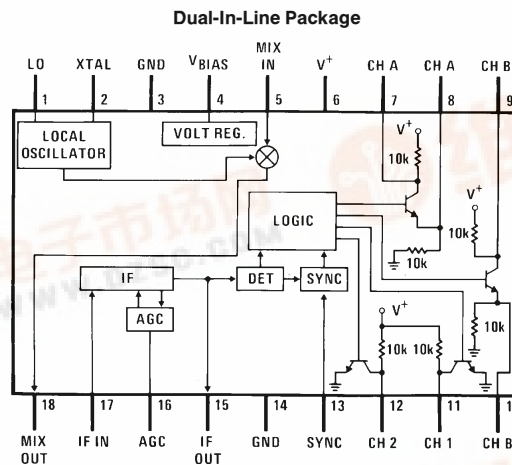 Dual-In-Line Package
LO XTAL GND VBIAS MIX IN V+ CH A CH A CH B
1 2 3 4 5 6 7 8 9
LOCAL OSCILLATOR
VOLT REG.
V+
10k
V+
10k
LOGIC
10k
IF
DET
SYNC
AGC
V+
10k
10k 10k
18 17 16 15 14 13 12 11 1
MIX OUT IF IN AGC IF OUT GND SYNC CH 2 CH 1 CH B